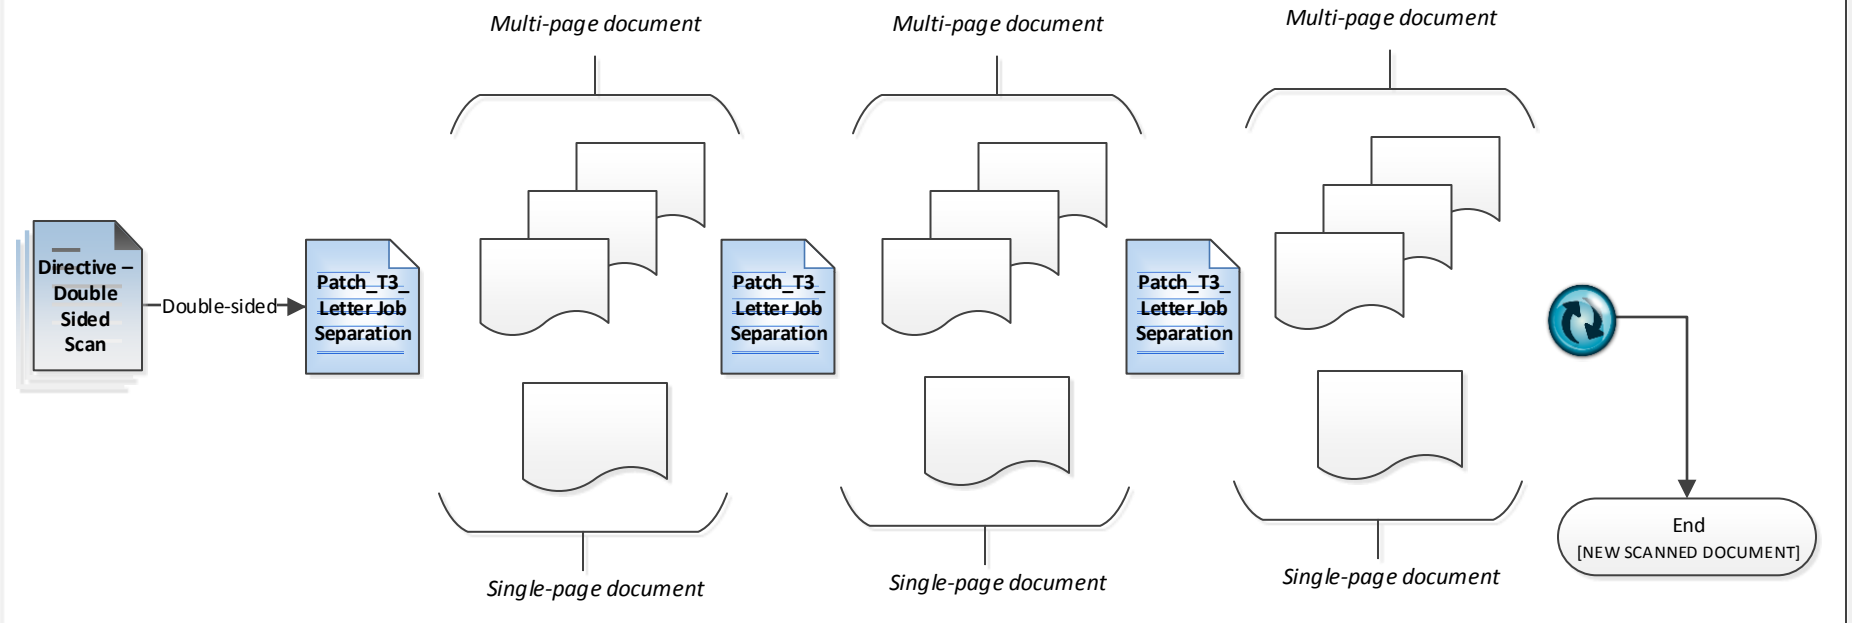 Multi-page document
Multi-page document
Multi-page document
Directive –
Double
Sided
Scan
Double-sided
Patch_T3_
Letter Job
Separation
Patch_T3_
Letter Job
Separation
Patch_T3_
Letter Job
Separation
Single-page document
Single-page document
Single-page document
End
[NEW SCANNED DOCUMENT]